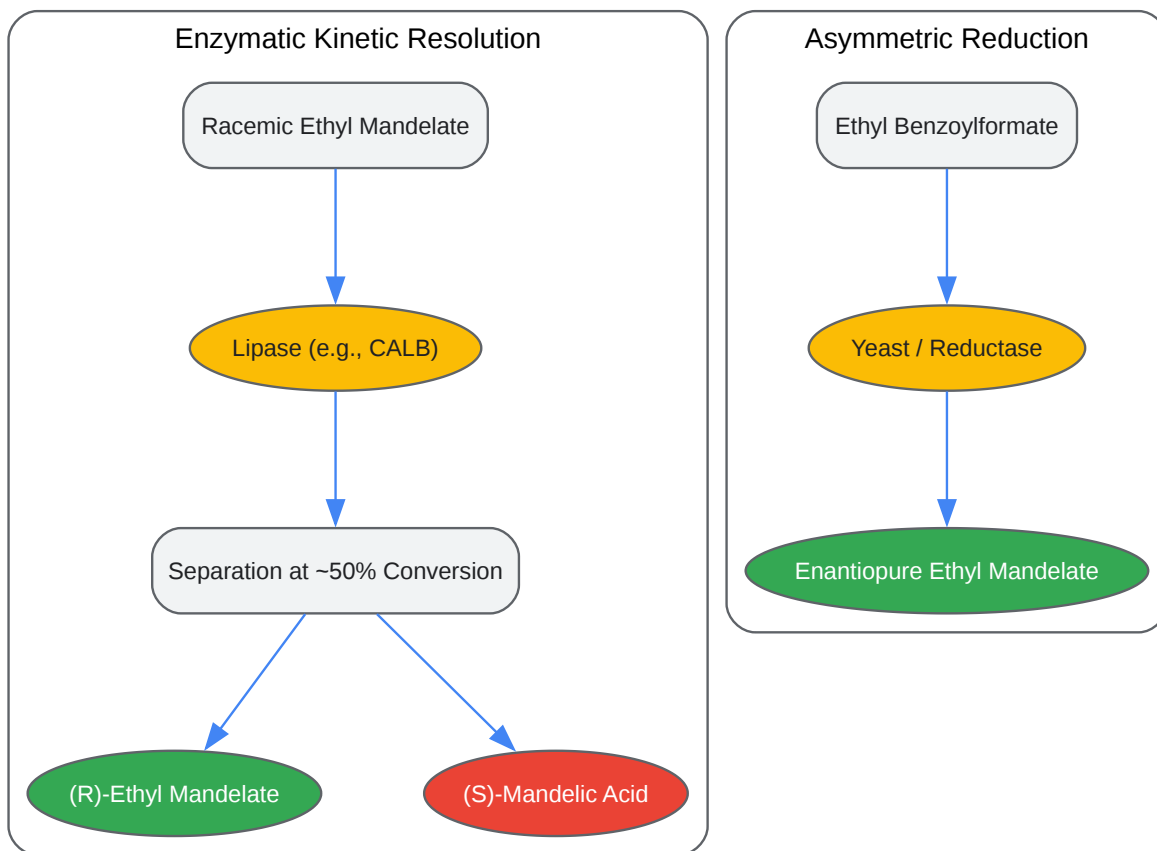 Enzymatic Kinetic Resolution
Racemic Ethyl Mandelate
Lipase (e.g., CALB)
Separation at ~50% Conversion
(R)-Ethyl Mandelate
(S)-Mandelic Acid
Asymmetric Reduction
Ethyl Benzoylformate
Yeast / Reductase
Enantiopure Ethyl Mandelate